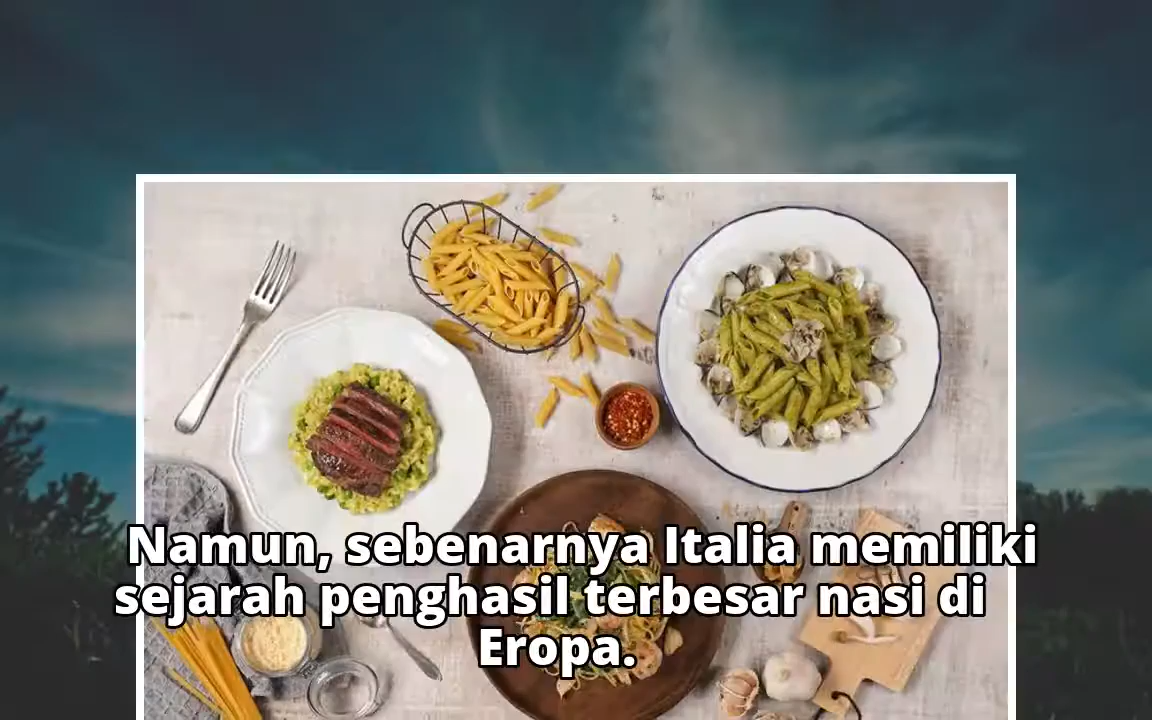 Namun, sebenarnya Italia memiliki
sejarah penghasil terbesar nasi di
Eropa.